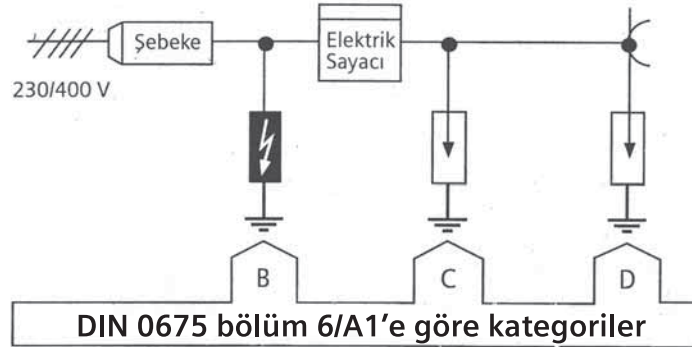 Şebeke
Elektrik
Sayacı
230/400 V
B
C
D
DIN 0675 bölüm 6/A1’e göre kategoriler